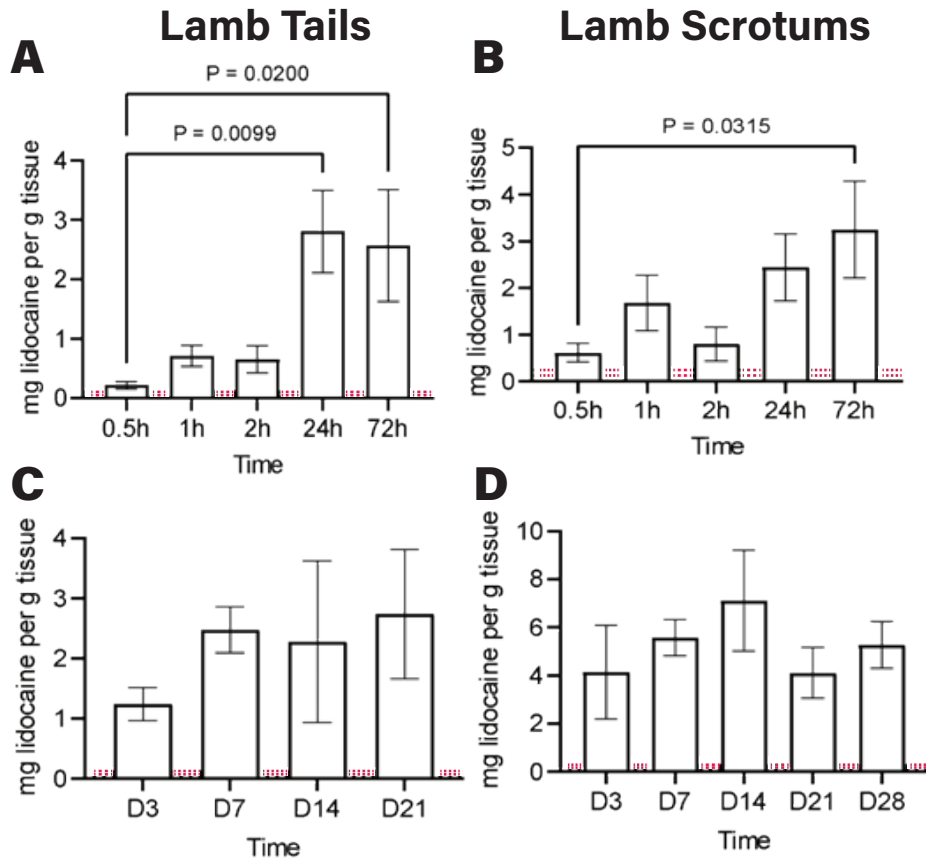 Lamb Tails
Lamb Scrotums
A
P = 0.0200
P = 0.0099
mg lidocaine per g tissue
4
3
2
1
0
0.5h 1h 2h 24h 72h
Time
B
P = 0.0315
mg lidocaine per g tissue
5
4
3
2
1
0
0.5h 1h 2h 24h 72h
Time
C
mg lidocaine per g tissue
4
3
2
1
0
D3 D7 D14 D21
Time
D
mg lidocaine per g tissue
10
8
6
4
2
0
D3 D7 D14 D21 D28
Time